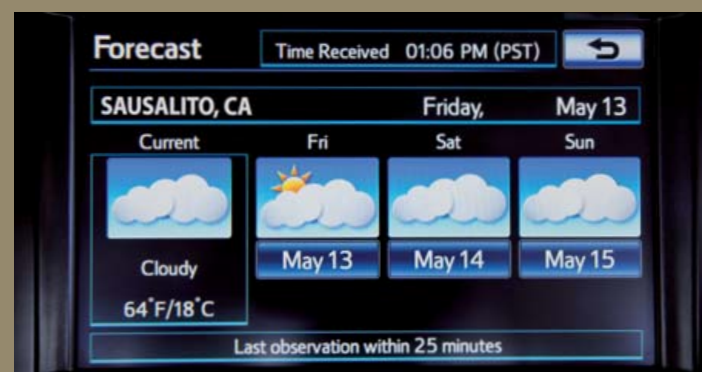 Forecast
Time Received 01:06 PM (PST)
SAUSALITO, CA Friday, May 13
Current Fri Sat Sun
May 13 May 14 May 15
Cloudy
64°F/18°C
Last observation within 25 minutes